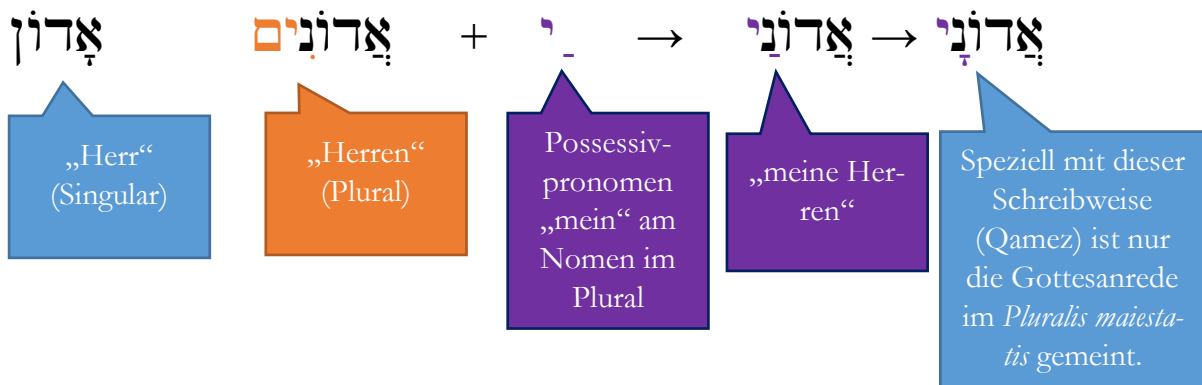 אָדוֹן אֲדוֹנִים + ַי → אֲדוֹנַי → אֲדוֹנָי
„Herr“
(Singular)
„Herren“
(Plural)
Possessiv-
pronomen
„mein“ am
Nomen im
Plural
„meine Her-
ren“
Speziell mit dieser
Schreibweise
(Qamez) ist nur
die Gottesanrede
im Pluralis maiesta-
tis gemeint.